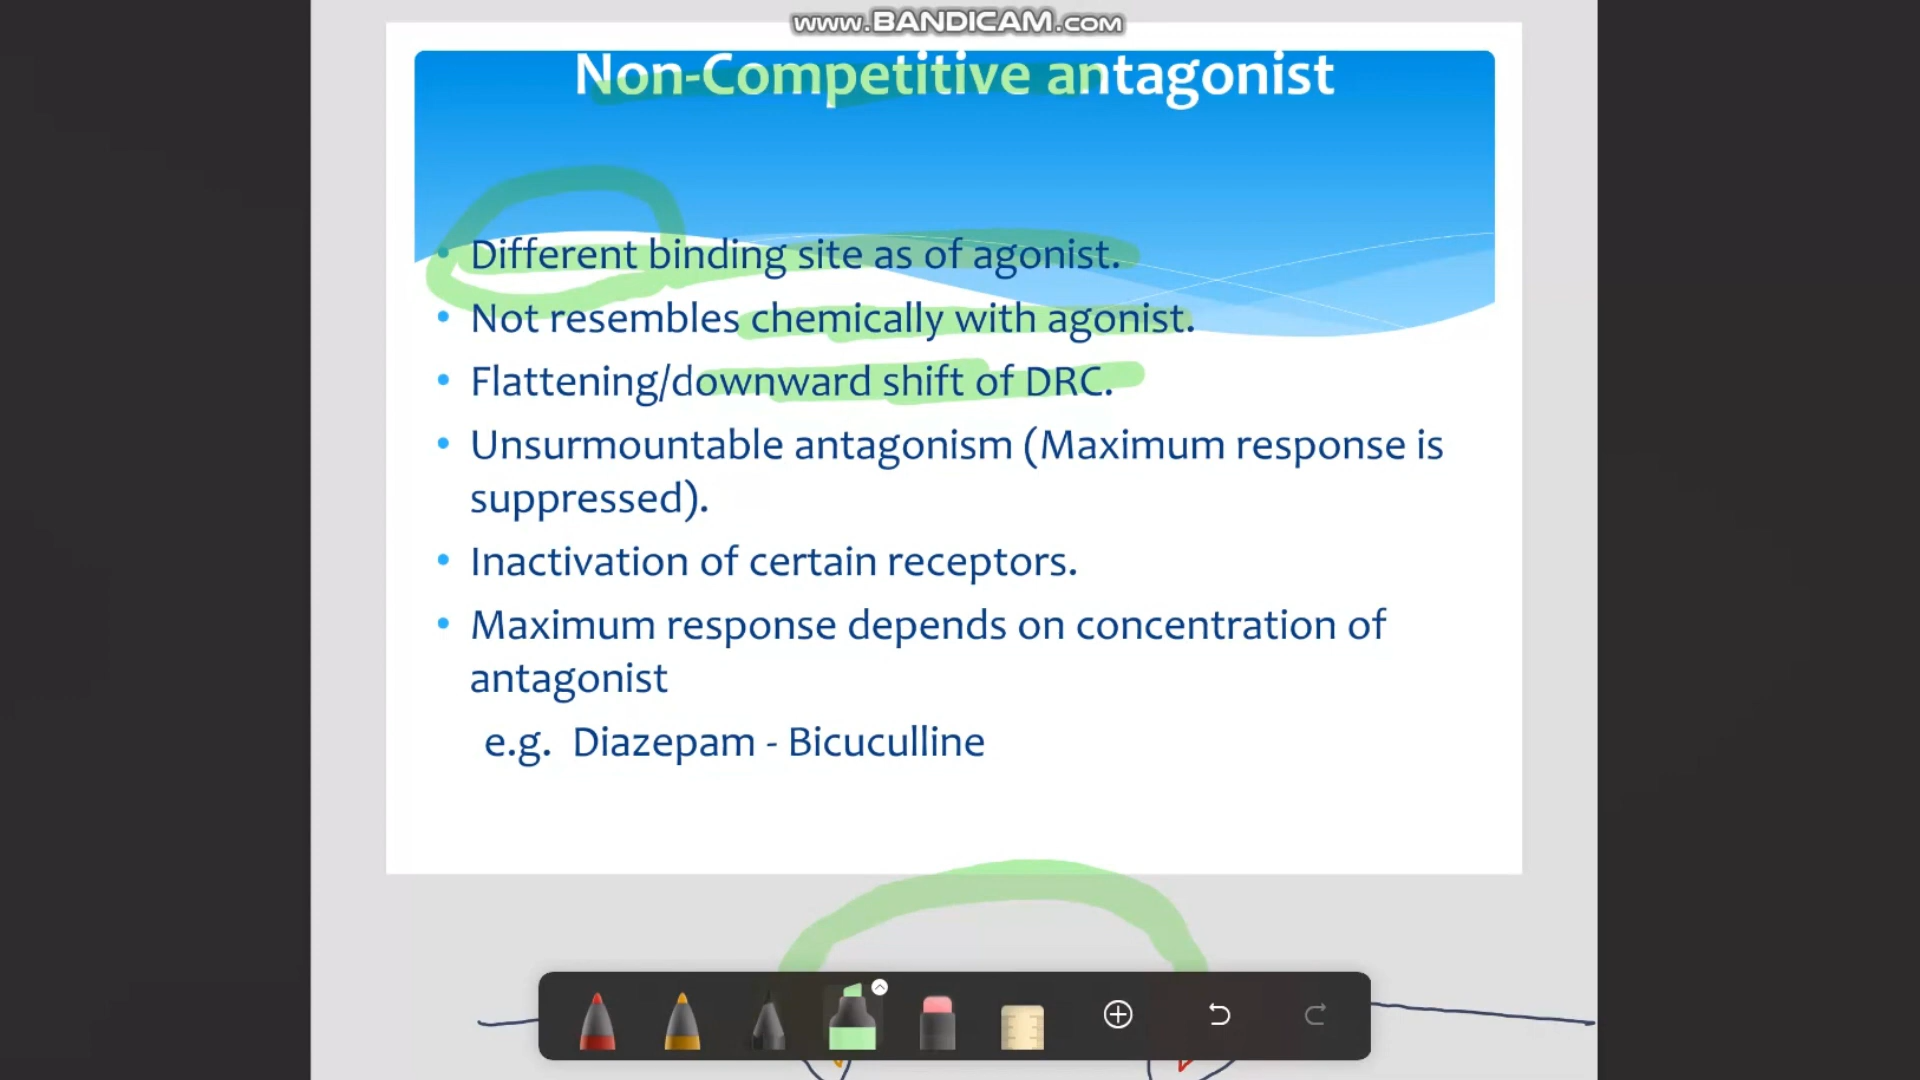 www.BANDICAM.com
Non-Competitive antagonist
• Different binding site as of agonist.
• Not resembles chemically with agonist.
• Flattening/downward shift of DRC.
• Unsurmountable antagonism (Maximum response is
suppressed).
• Inactivation of certain receptors.
• Maximum response depends on concentration of
antagonist
e.g. Diazepam - Bicuculline